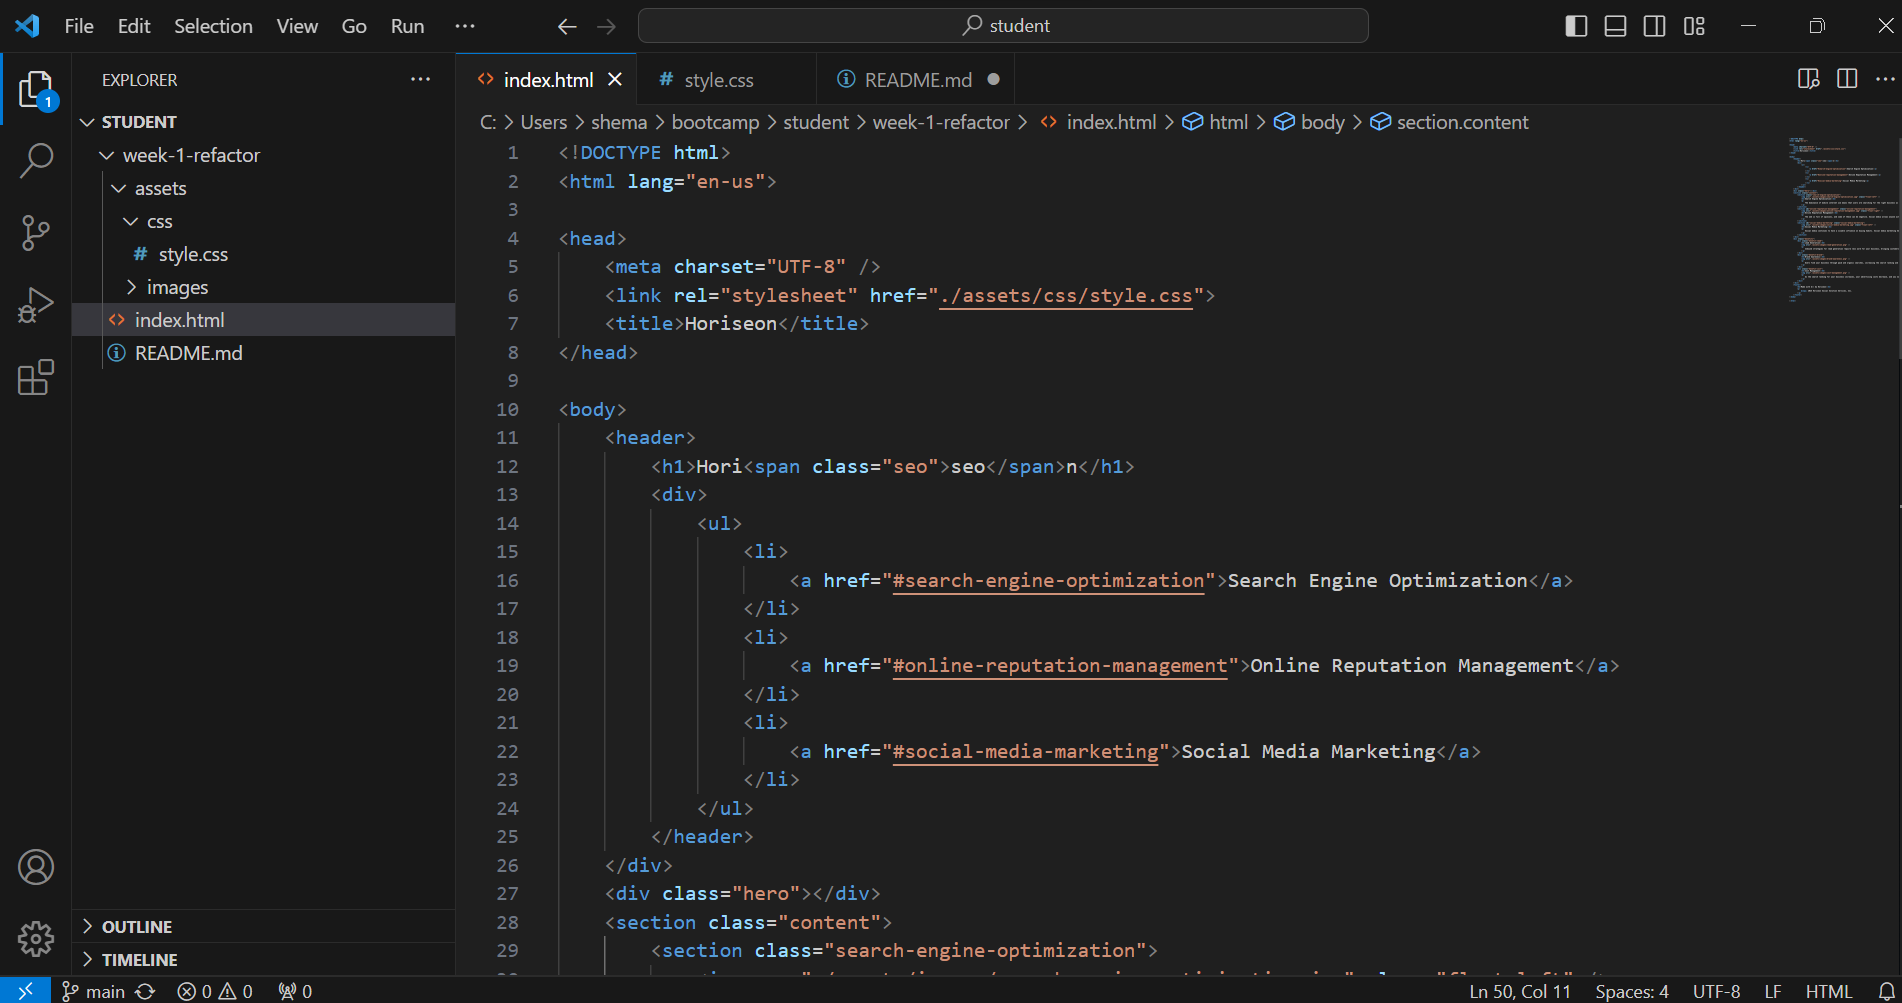 File Edit Selection View Go Run ··· student
EXPLORER ···
1
STUDENT
week-1-refactor
assets
css
# style.css
images
<> index.html
README.md
OUTLINE
TIMELINE
<> index.html # style.css README.md
C: > Users > shema > bootcamp > student > week-1-refactor > <> index.html > html > body > section.content
1 <!DOCTYPE html>
2 <html lang="en-us">
3
4 <head>
5 <meta charset="UTF-8" />
6 <link rel="stylesheet" href="./assets/css/style.css">
7 <title>Horiseon</title>
8 </head>
9
10 <body>
11 <header>
12 <h1>Hori<span class="seo">seo</span>n</h1>
13 <div>
14 <ul>
15 <li>
16 <a href="#search-engine-optimization">Search Engine Optimization</a>
17 </li>
18 <li>
19 <a href="#online-reputation-management">Online Reputation Management</a>
20 </li>
21 <li>
22 <a href="#social-media-marketing">Social Media Marketing</a>
23 </li>
24 </ul>
25 </header>
26 </div>
27 <div class="hero"></div>
28 <section class="content">
29 <section class="search-engine-optimization">
main 0 0 0 Ln 50, Col 11 Spaces: 4 UTF-8 LF HTML